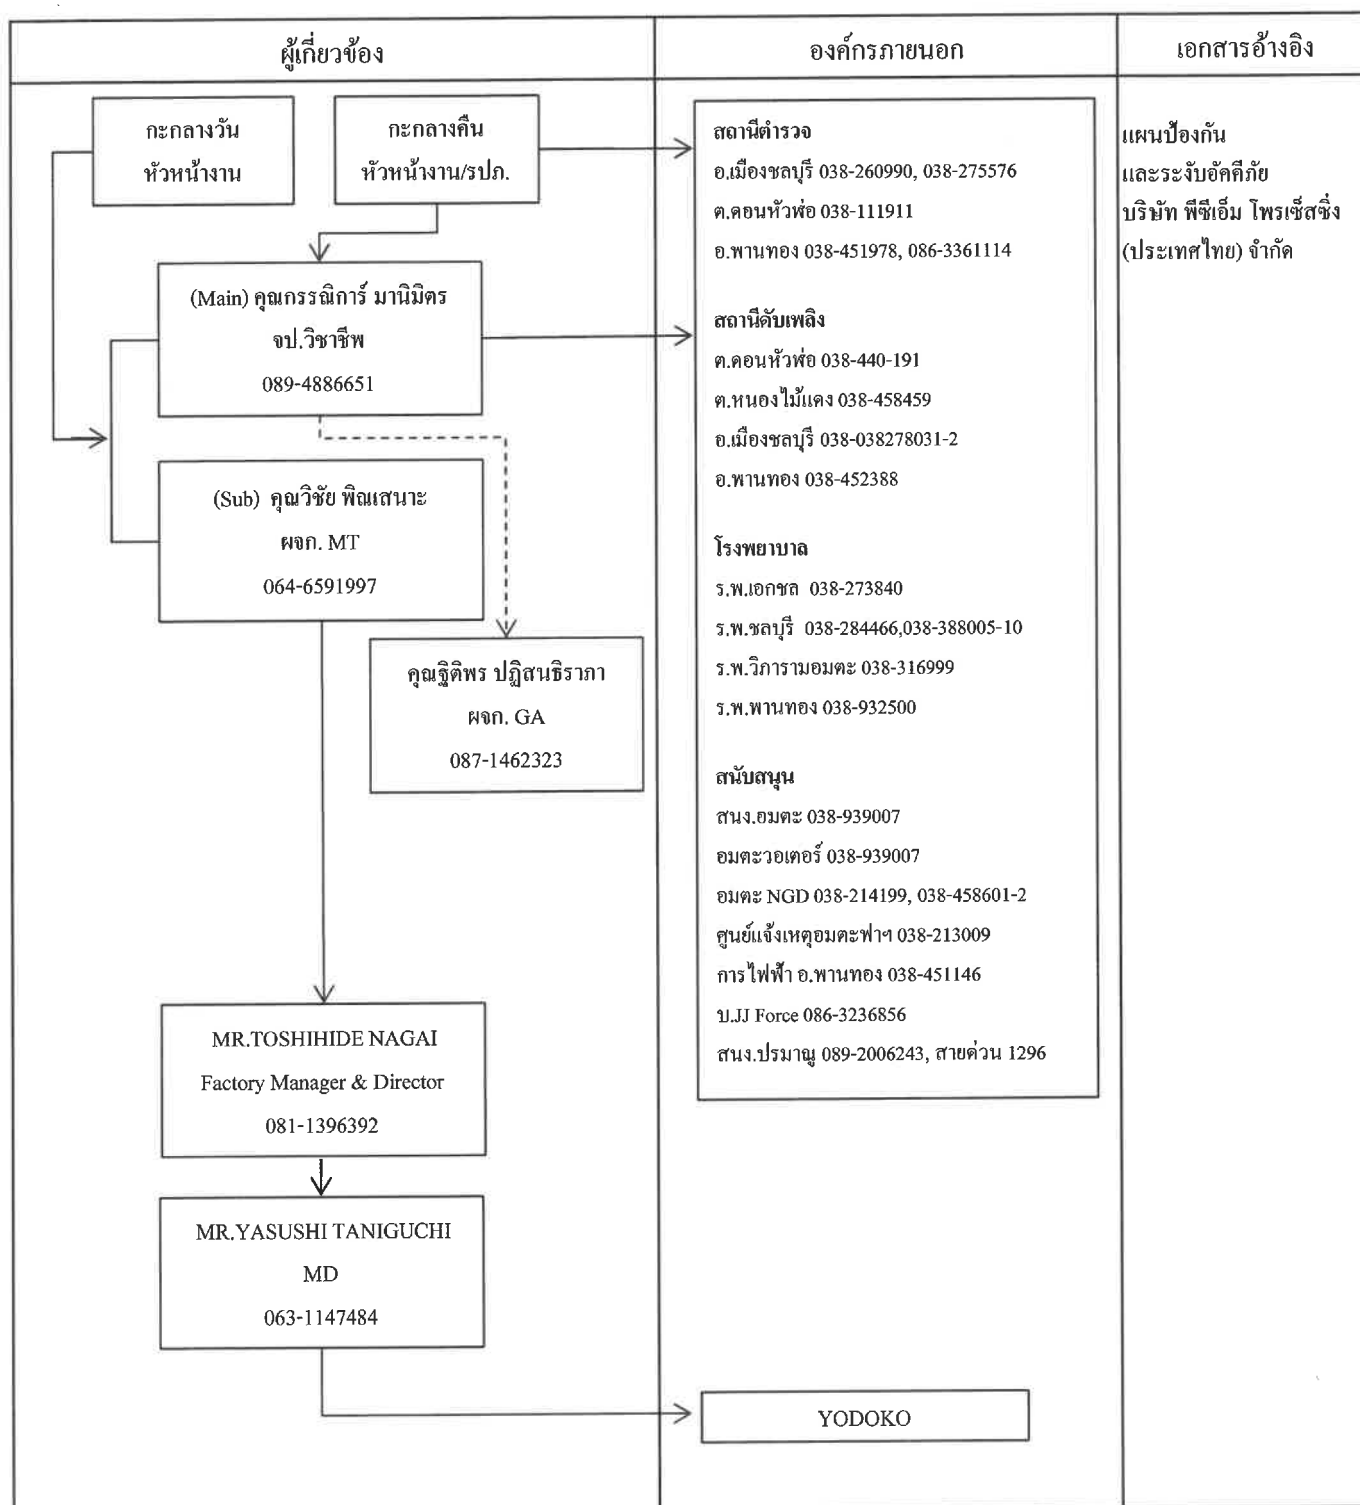 ผู้เกี่ยวข้อง
องค์กรภายนอก
เอกสารอ้างอิง
กะกลางวัน
หัวหน้างาน
กะกลางคืน
หัวหน้างาน/รปภ.
(Main) คุณกรรณิการ์ มานิมิตร
จป.วิชาชีพ
089-4886651
(Sub) คุณวิชัย พิณเสนาะ
ผจก. MT
064-6591997
คุณฐิติพร ปฏิสนธิราภา
ผจก. GA
087-1462323
MR.TOSHIHIDE NAGAI
Factory Manager & Director
081-1396392
MR.YASUSHI TANIGUCHI
MD
063-1147484
สถานีตำรวจ
อ.เมืองชลบุรี 038-260990, 038-275576
ต.ดอนหัวฬ่อ 038-111911
อ.พานทอง 038-451978, 086-3361114
สถานีดับเพลิง
ต.ดอนหัวฬ่อ 038-440-191
ต.หนองไม้แดง 038-458459
อ.เมืองชลบุรี 038-038278031-2
อ.พานทอง 038-452388
โรงพยาบาล
ร.พ.เอกชล 038-273840
ร.พ.ชลบุรี 038-284466,038-388005-10
ร.พ.วิภารามอมตะ 038-316999
ร.พ.พานทอง 038-932500
สนับสนุน
สนง.อมตะ 038-939007
อมตะวอเตอร์ 038-939007
อมตะ NGD 038-214199, 038-458601-2
ศูนย์แจ้งเหตุอมตะฟาฯ 038-213009
การไฟฟ้า อ.พานทอง 038-451146
บ.JJ Force 086-3236856
สนง.ปรมาณู 089-2006243, สายด่วน 1296
YODOKO
แผนป้องกัน
และระงับอัคคีภัย
บริษัท พีซีเอ็ม โพรเซ็สซิ่ง
(ประเทศไทย) จำกัด